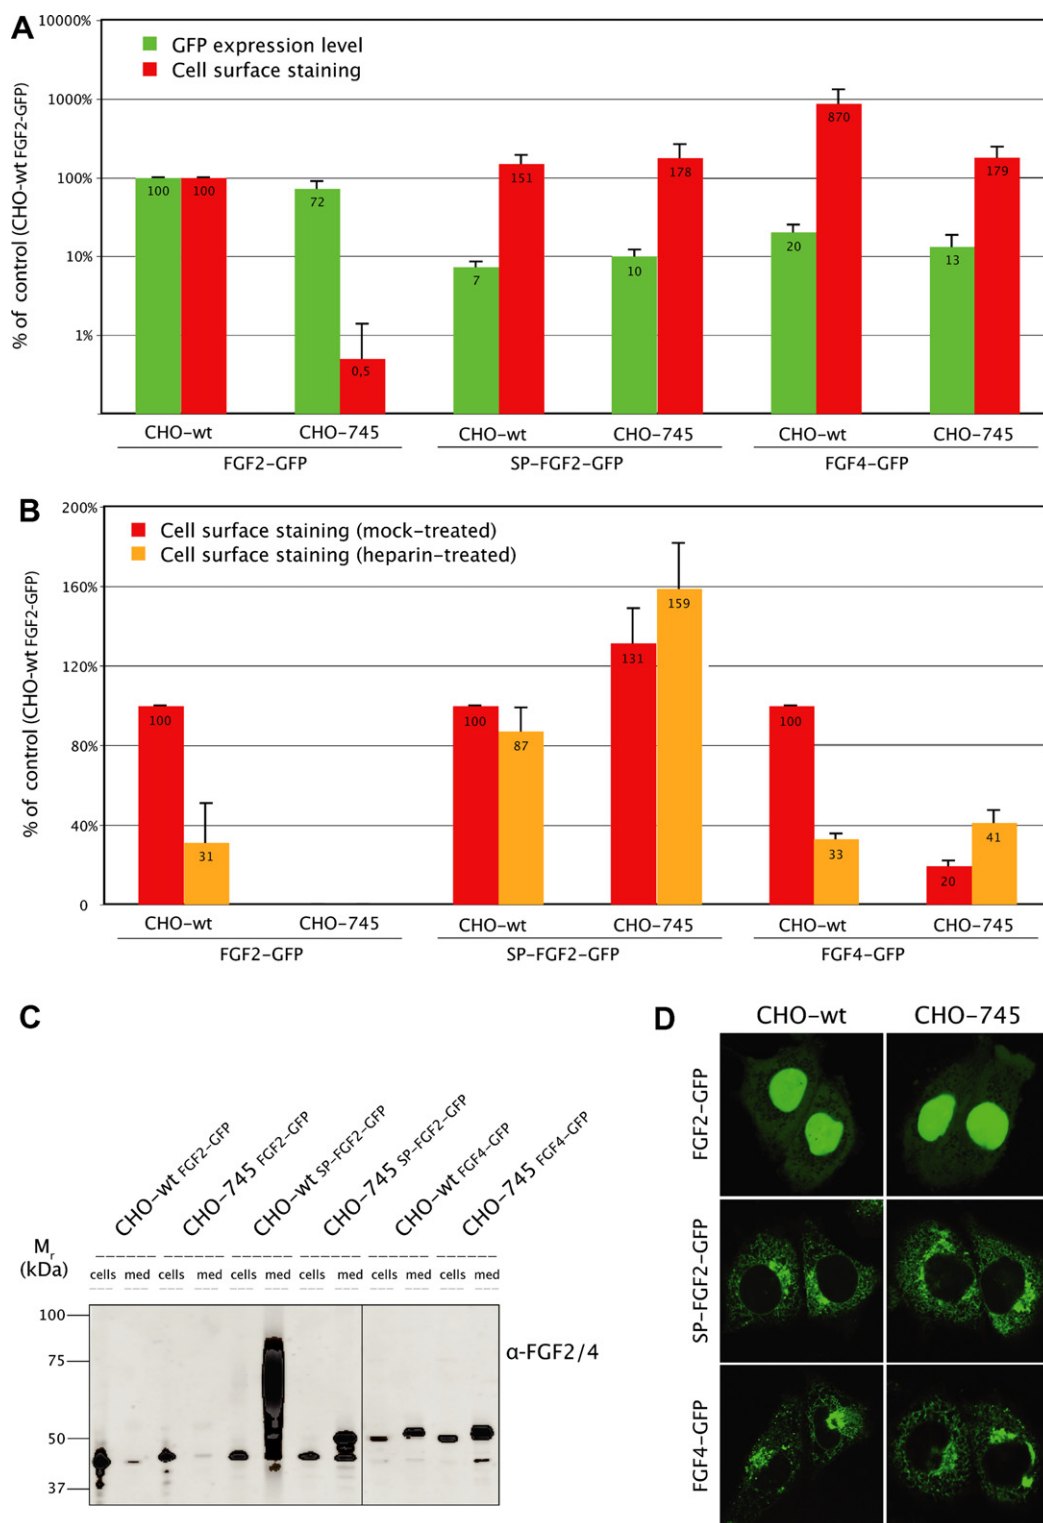 A
10000%
1000%
100%
10%
1%
% of control (CHO-wt FGF2-GFP)
GFP expression level
Cell surface staining
100 100 72 0,5 7 151 10 178 20 870 13 179
CHO-wt CHO-745 CHO-wt CHO-745 CHO-wt CHO-745
FGF2-GFP SP-FGF2-GFP FGF4-GFP
B
200%
160%
120%
80%
40%
0
% of control (CHO-wt FGF2-GFP)
Cell surface staining (mock-treated)
Cell surface staining (heparin-treated)
100 31 100 87 131 159 100 33 20 41
CHO-wt CHO-745 CHO-wt CHO-745 CHO-wt CHO-745
FGF2-GFP SP-FGF2-GFP FGF4-GFP
C
CHO-wt FGF2-GFP
CHO-745 FGF2-GFP
CHO-wt SP-FGF2-GFP
CHO-745 SP-FGF2-GFP
CHO-wt FGF4-GFP
CHO-745 FGF4-GFP
Mr
(kDa)
cells med cells med cells med cells med cells med cells med
100
75
50
37
α-FGF2/4
D
CHO-wt CHO-745
FGF2-GFP
SP-FGF2-GFP
FGF4-GFP